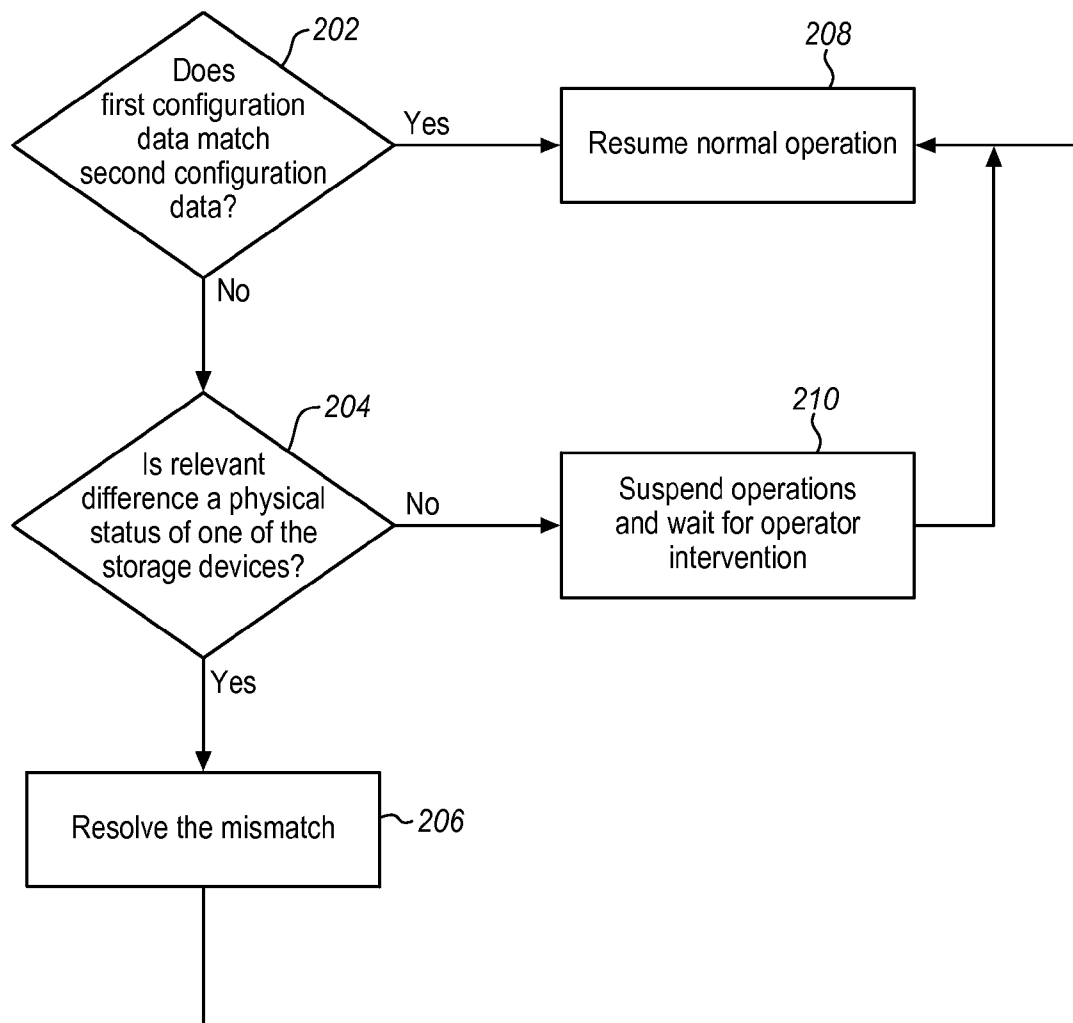 202
Does
first configuration
data match
second configuration
data?
Yes
No
208
Resume normal operation
204
Is relevant
difference a physical
status of one of the
storage devices?
No
Yes
210
Suspend operations
and wait for operator
intervention
Resolve the mismatch
206